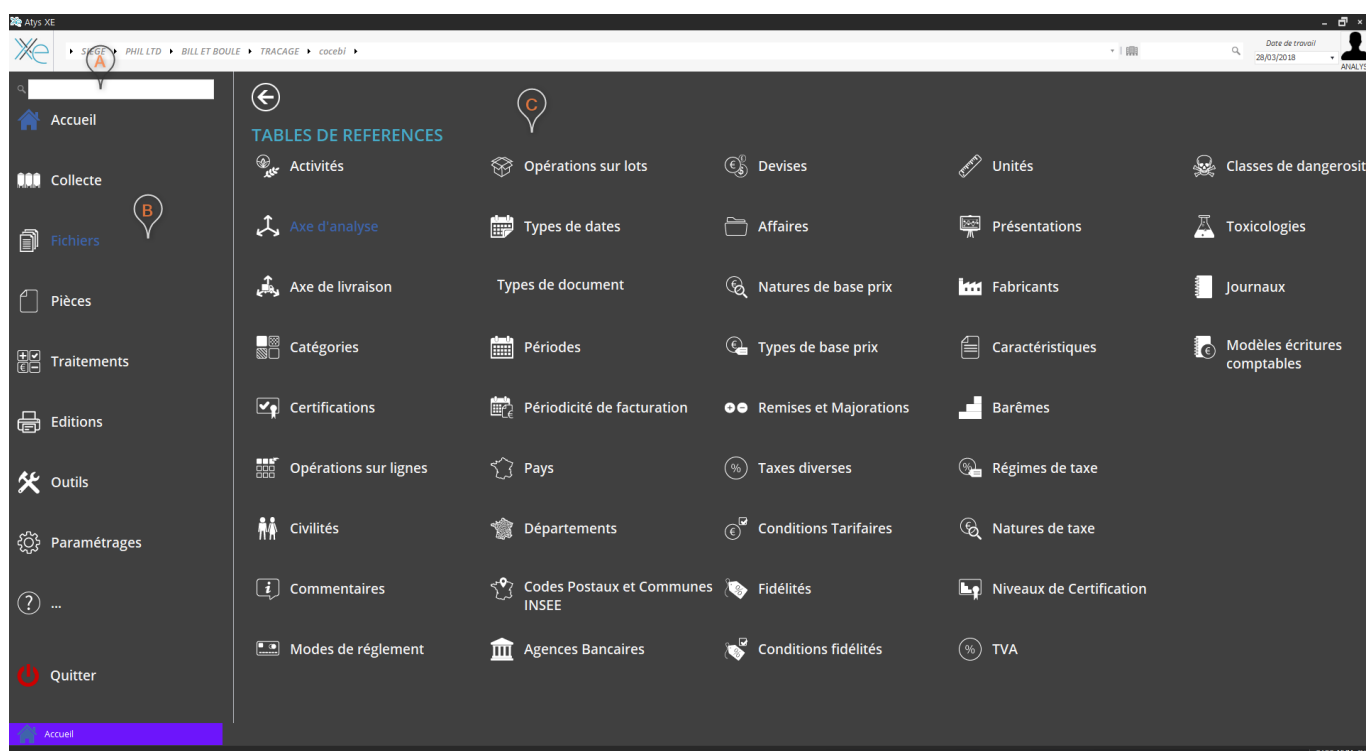 Atys XE
Xe SIEGE PHIL LTD BILL ET BOULE TRACAGE cocebi Date de travail
28/03/2018
A
C
Accueil
TABLES DE REFERENCES
Activités Opérations sur lots Devises Unités Classes de dangerosit
Collecte
B
Fichiers
Axe d'analyse Types de dates Affaires Présentations Toxicologies
Axe de livraison Types de document Natures de base prix Fabricants Journaux
Pièces
Catégories Périodes Types de base prix Caractéristiques Modèles écritures
comptables
Traitements
Certifications Périodicité de facturation Remises et Majorations Barêmes
Editions
Opérations sur lignes Pays Taxes diverses Régimes de taxe
Outils
Civilités Départements Conditions Tarifaires Natures de taxe
Paramétrages
Commentaires Codes Postaux et Communes Fidélités Niveaux de Certification
INSEE
...
Modes de réglement Agences Bancaires Conditions fidélités TVA
Quitter
Accueil